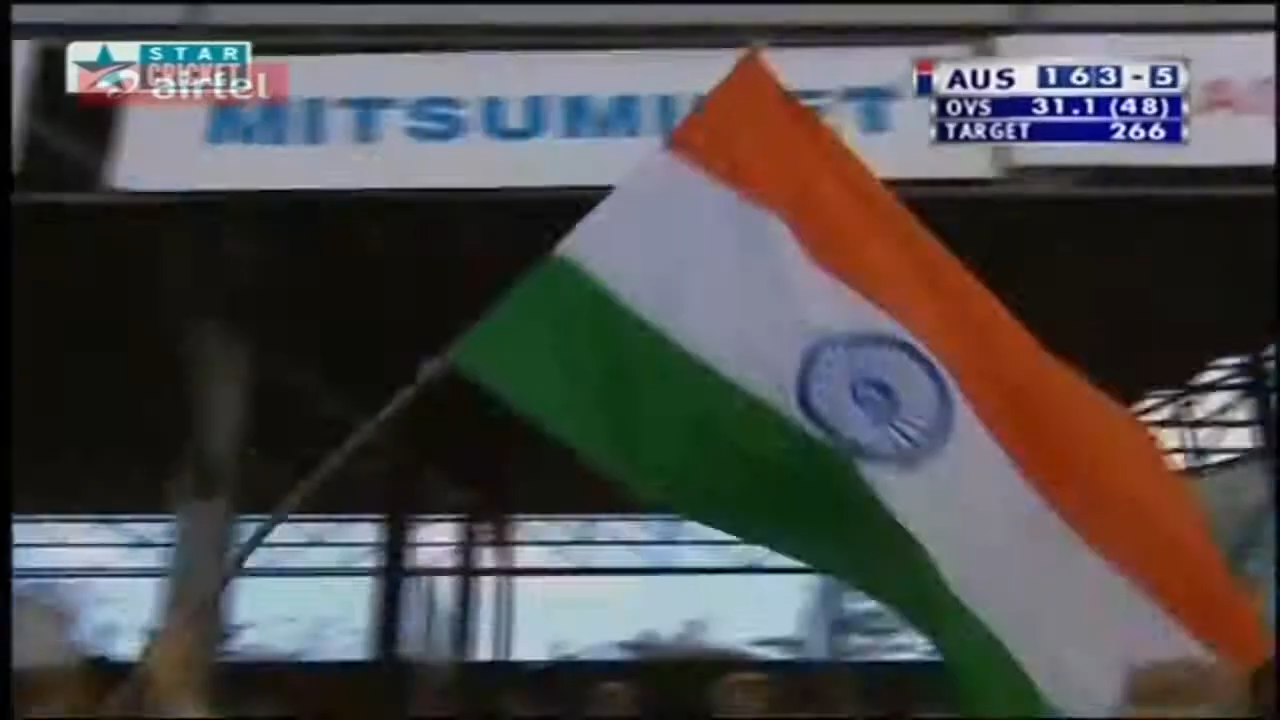 STAR
CRICKET
airtel
MITSUMI
AUS 163-5
OVS 31.1 (48)
TARGET 266